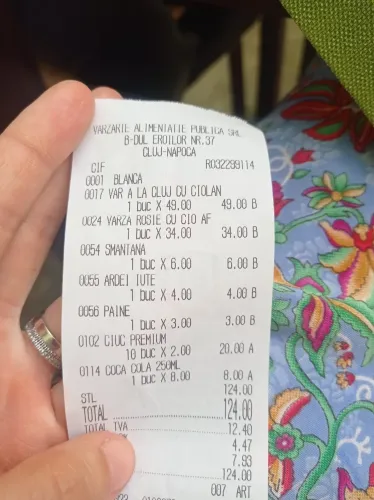 VARZARIE ALIMENTATIE PUBLICA SRL
B-DUL EROILOR NR.37
CLUJ-NAPOCA
CIF RO32299114
0001 BLANCA
0017 VAR A LA CLUJ CU CIOLAN
1 BUC X 49.00 49.00 B
0024 VARZA ROSIE CU CIO AF
1 BUC X 34.00 34.00 B
0054 SMANTANA
1 BUC X 6.00 6.00 B
0055 ARDEI IUTE
1 BUC X 4.00 4.00 B
0056 PAINE
1 BUC X 3.00 3.00 B
0102 CIUC PREMIUM
10 BUC X 2.00 20.00 A
0114 COCA COLA 250ML
1 BUC X 8.00 8.00 A
STL 124.00
TOTAL 124.00
TOTAL TVA 12.40
4.47
7.93
124.00
007 ART